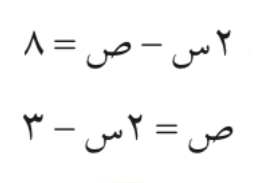 ٢س − ص = ٨
ص = ٢س − ٣